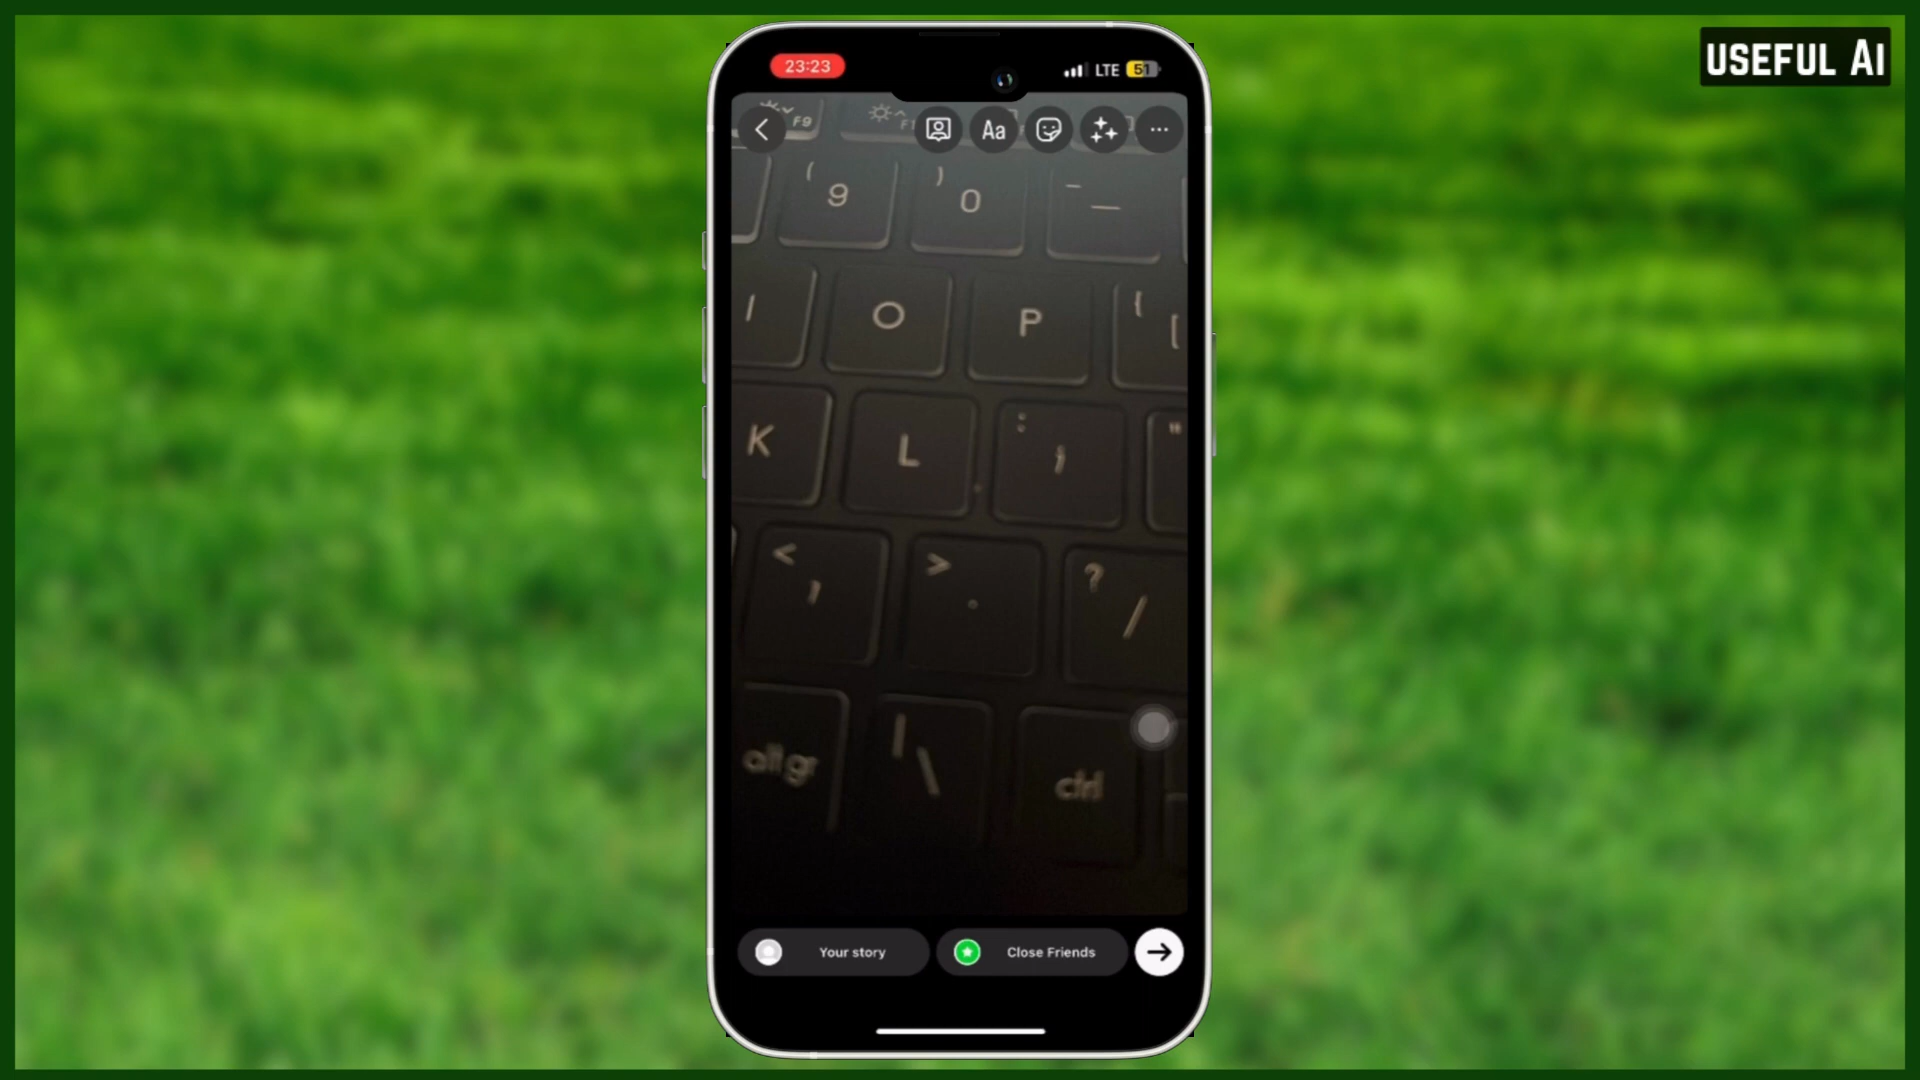 USEFUL AI
23:23
LTE 51
F9
Aa
( 9 ) 0 _ —
I O P { [
K L : ; "
< , > . ? /
alt gr | \ ctrl
Your story
Close Friends